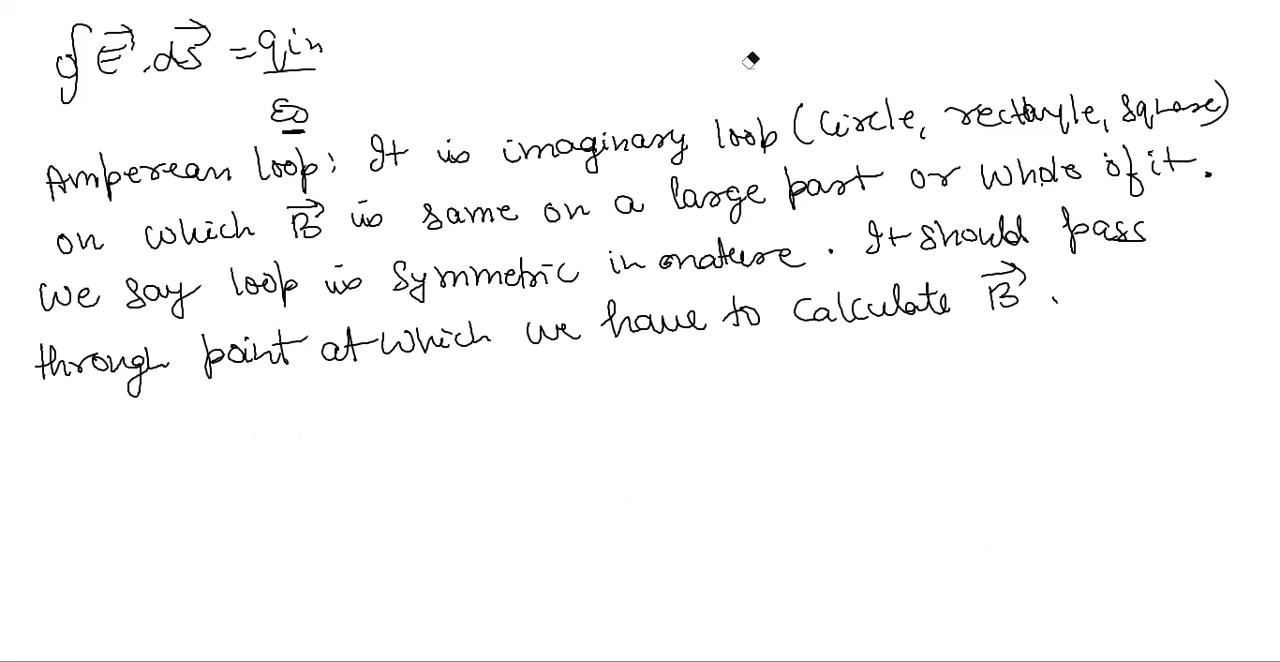 ∮ E⃗ . ds⃗ = qin
ε0
Amperean loop: It is imaginary loop (Circle, rectangle, Square)
on which B⃗ is same on a large part or whole of it.
We say loop is Symmetric in nature. It should pass
through point at which we have to calculate B⃗.